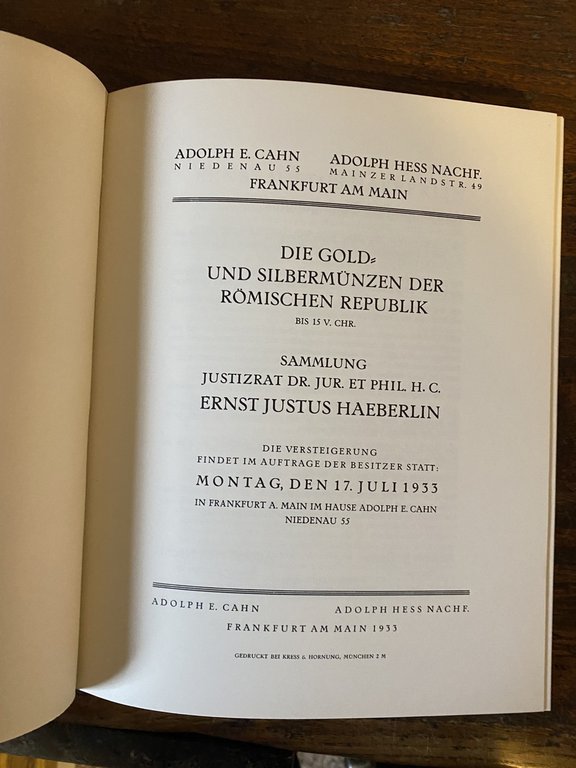 ADOLPH E. CAHN ADOLPH HESS NACHF.
NIEDENAU 55 MAINZERLANDSTR. 49
FRANKFURT AM MAIN
DIE GOLD-
UND SILBERMÜNZEN DER
RÖMISCHEN REPUBLIK
BIS 15 V. CHR.
SAMMLUNG
JUSTIZRAT DR. JUR. ET PHIL. H. C.
ERNST JUSTUS HAEBERLIN
DIE VERSTEIGERUNG
FINDET IM AUFTRAGE DER BESITZER STATT:
MONTAG, DEN 17. JULI 1933
IN FRANKFURT A. MAIN IM HAUSE ADOLPH E. CAHN
NIEDENAU 55
ADOLPH E. CAHN ADOLPH HESS NACHF.
FRANKFURT AM MAIN 1933
GEDRUCKT BEI KRESS & HORNUNG, MÜNCHEN 2 M